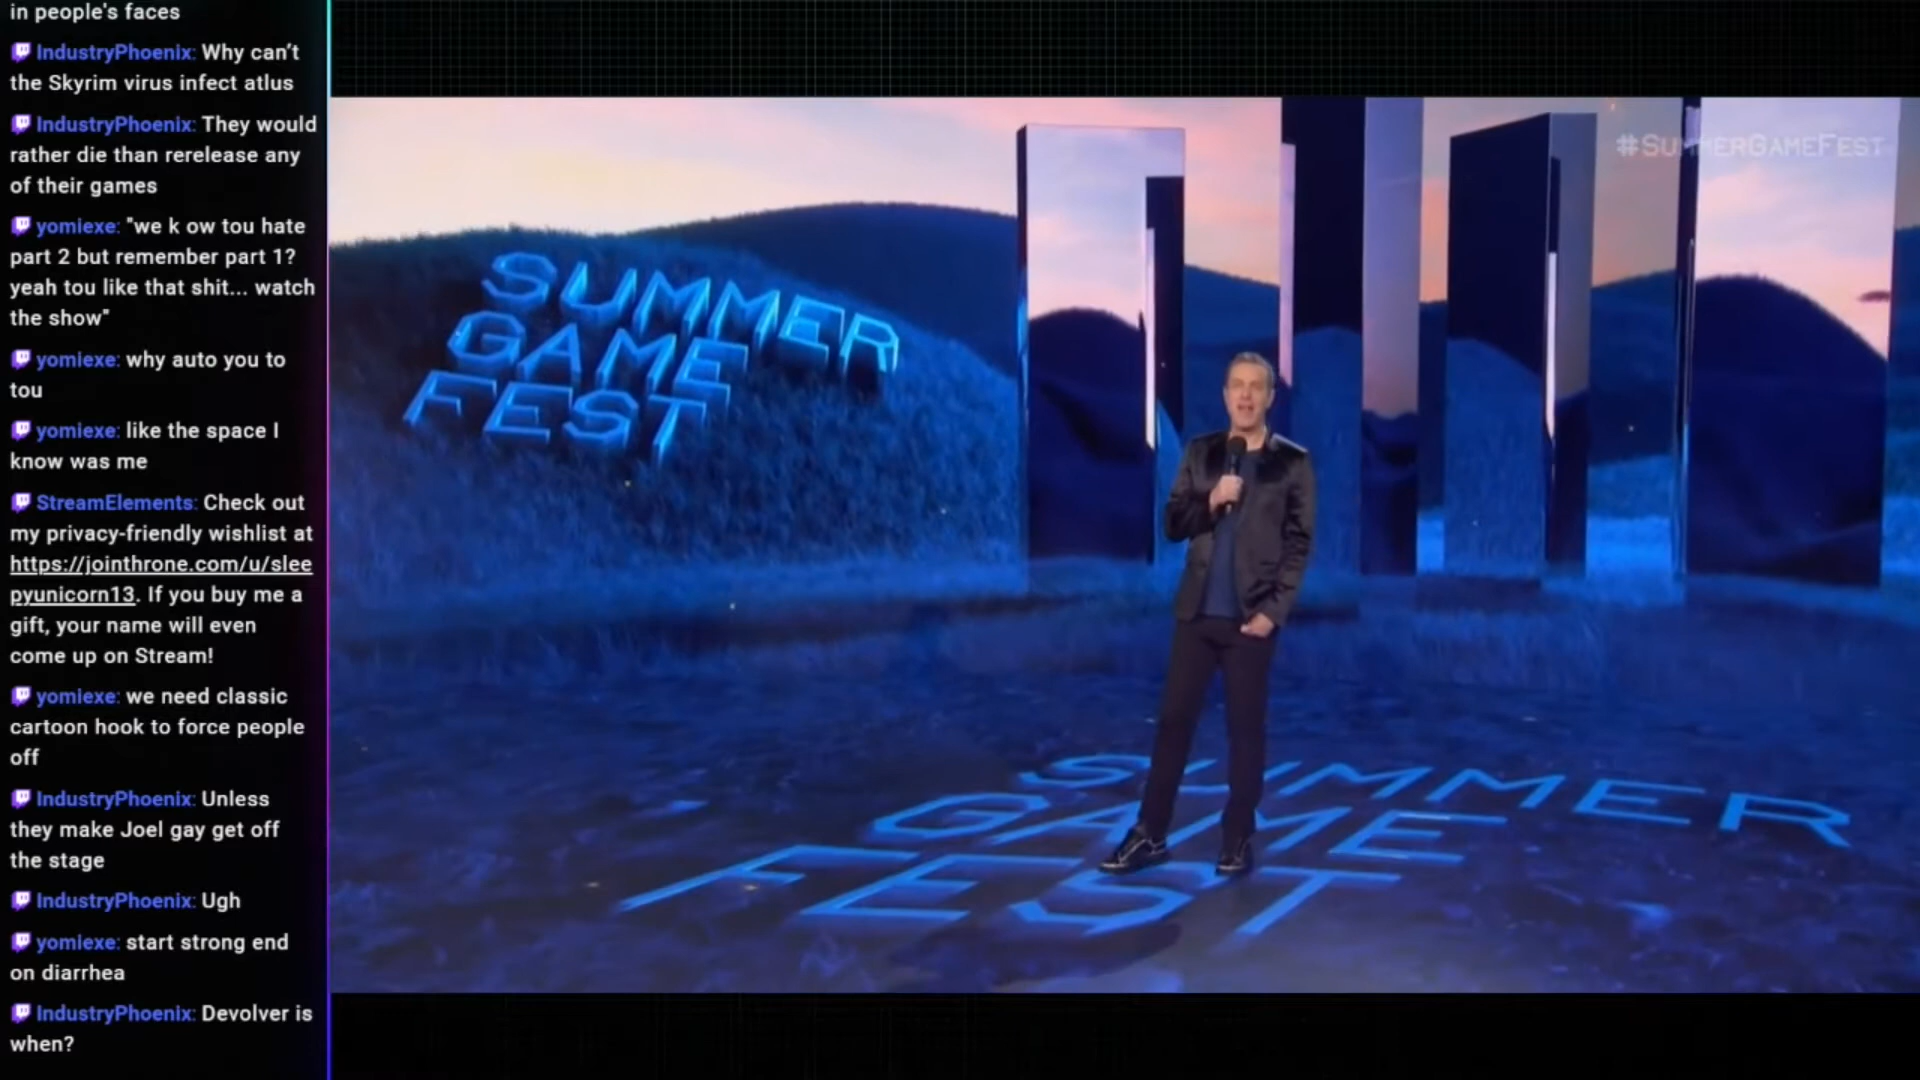 in people's faces
IndustryPhoenix: Why can't
the Skyrim virus infect atlus
IndustryPhoenix: They would
rather die than rerelease any
of their games
yomiexe: "we k ow tou hate
part 2 but remember part 1?
yeah tou like that shit... watch
the show"
yomiexe: why auto you to
tou
yomiexe: like the space I
know was me
StreamElements: Check out
my privacy-friendly wishlist at
https://jointhrone.com/u/slee
pyunicorn13. If you buy me a
gift, your name will even
come up on Stream!
yomiexe: we need classic
cartoon hook to force people
off
IndustryPhoenix: Unless
they make Joel gay get off
the stage
IndustryPhoenix: Ugh
yomiexe: start strong end
on diarrhea
IndustryPhoenix: Devolver is
when?
#SUMMERGAMEFEST
SUMMER
GAME
FEST
SUMMER
GAME
FEST